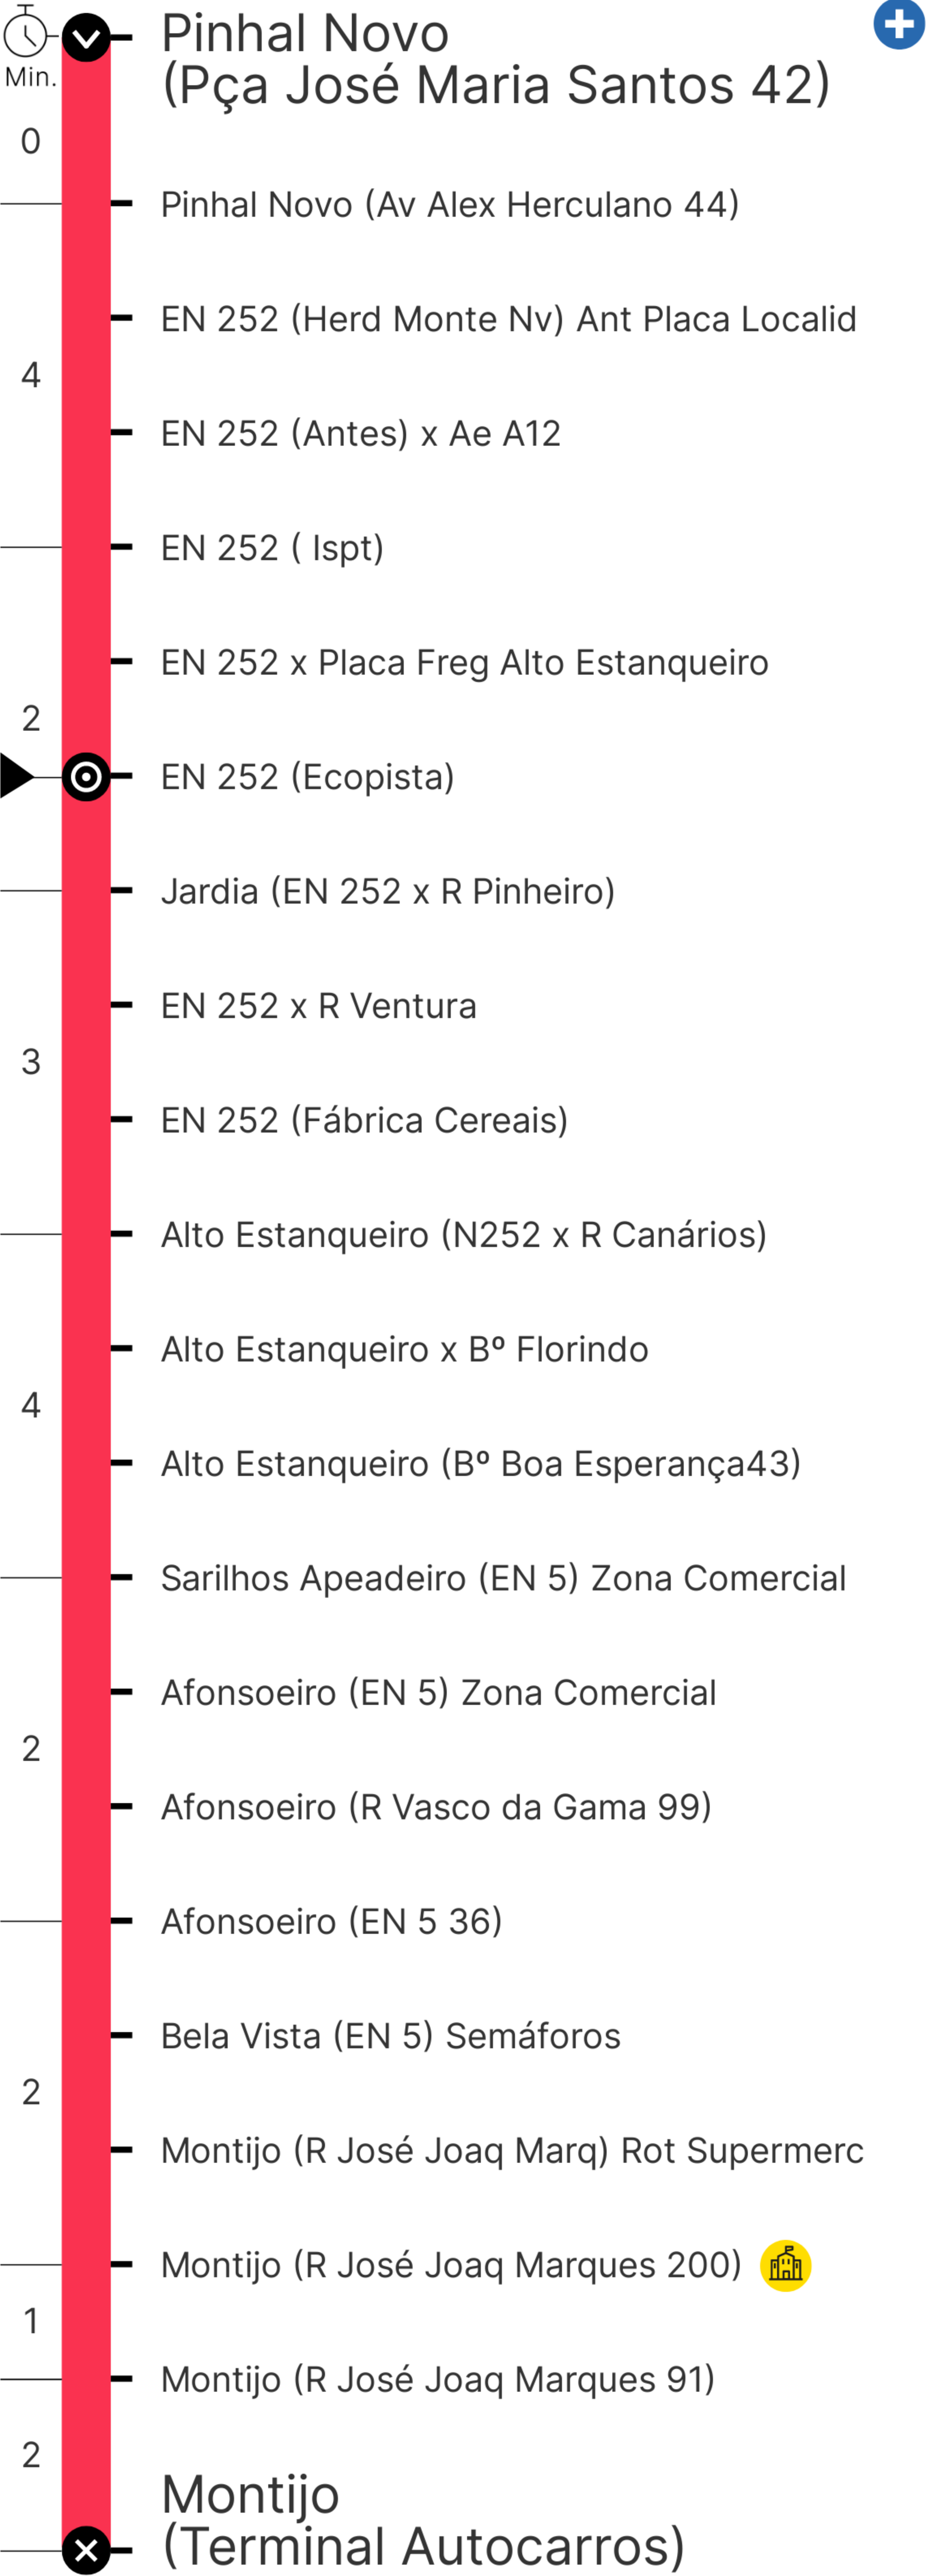 Min.
Pinhal Novo
(Pça José Maria Santos 42)
0
Pinhal Novo (Av Alex Herculano 44)
EN 252 (Herd Monte Nv) Ant Placa Localid
4
EN 252 (Antes) x Ae A12
EN 252 ( Ispt)
EN 252 x Placa Freg Alto Estanqueiro
2
EN 252 (Ecopista)
Jardia (EN 252 x R Pinheiro)
EN 252 x R Ventura
3
EN 252 (Fábrica Cereais)
Alto Estanqueiro (N252 x R Canários)
Alto Estanqueiro x Bº Florindo
4
Alto Estanqueiro (Bº Boa Esperança43)
Sarilhos Apeadeiro (EN 5) Zona Comercial
Afonsoeiro (EN 5) Zona Comercial
2
Afonsoeiro (R Vasco da Gama 99)
Afonsoeiro (EN 5 36)
Bela Vista (EN 5) Semáforos
2
Montijo (R José Joaq Marq) Rot Supermerc
Montijo (R José Joaq Marques 200)
1
Montijo (R José Joaq Marques 91)
2
Montijo
(Terminal Autocarros)